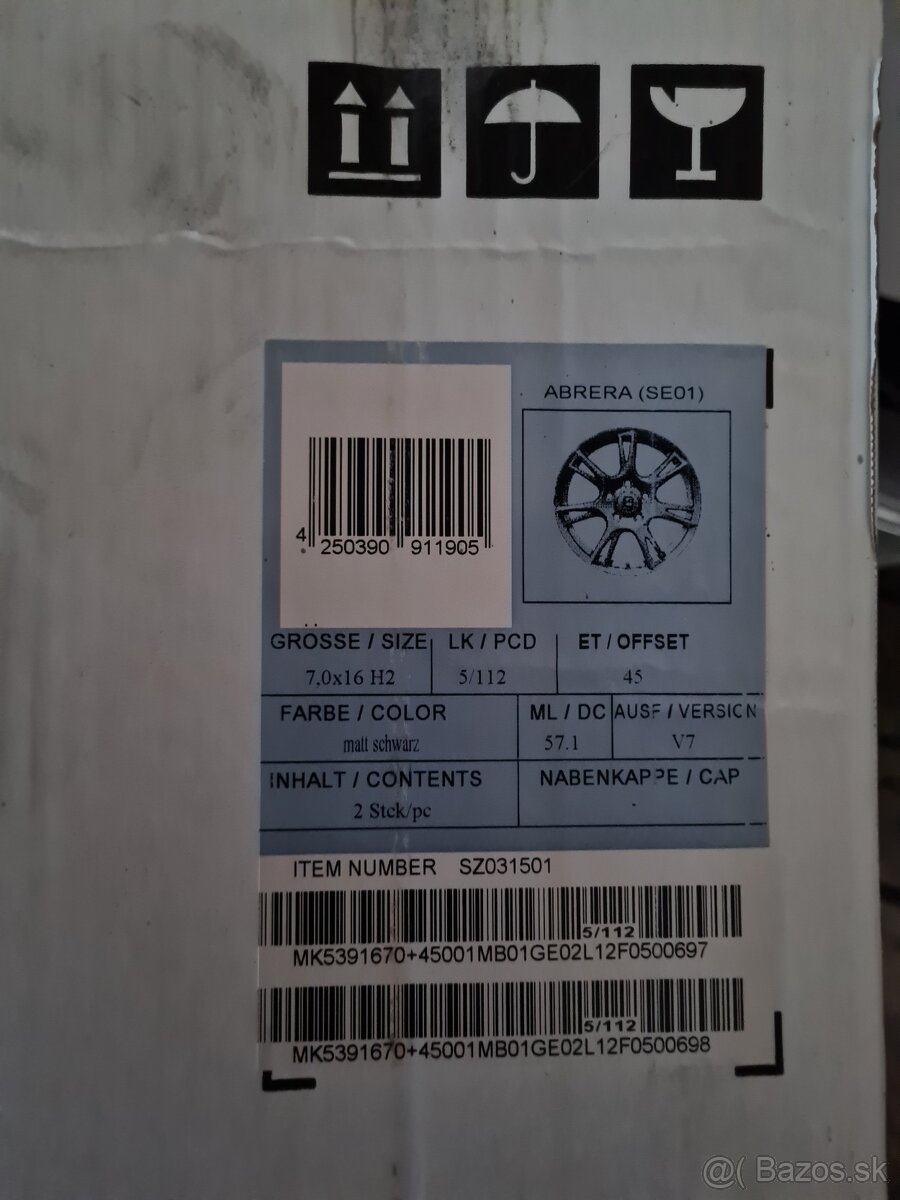 ABRERA (SE01)
4 250390 911905
GROSSE / SIZE LK / PCD ET / OFFSET
7,0x16 H2 5/112 45
FARBE / COLOR ML / DC AUSF / VERSION
matt schwarz 57.1 V7
INHALT / CONTENTS NABENKAPPE / CAP
2 Stck/pc -
ITEM NUMBER SZ031501
5/112
MK5391670+45001MB01GE02L12F0500697
5/112
MK5391670+45001MB01GE02L12F0500698
@( Bazos.sk